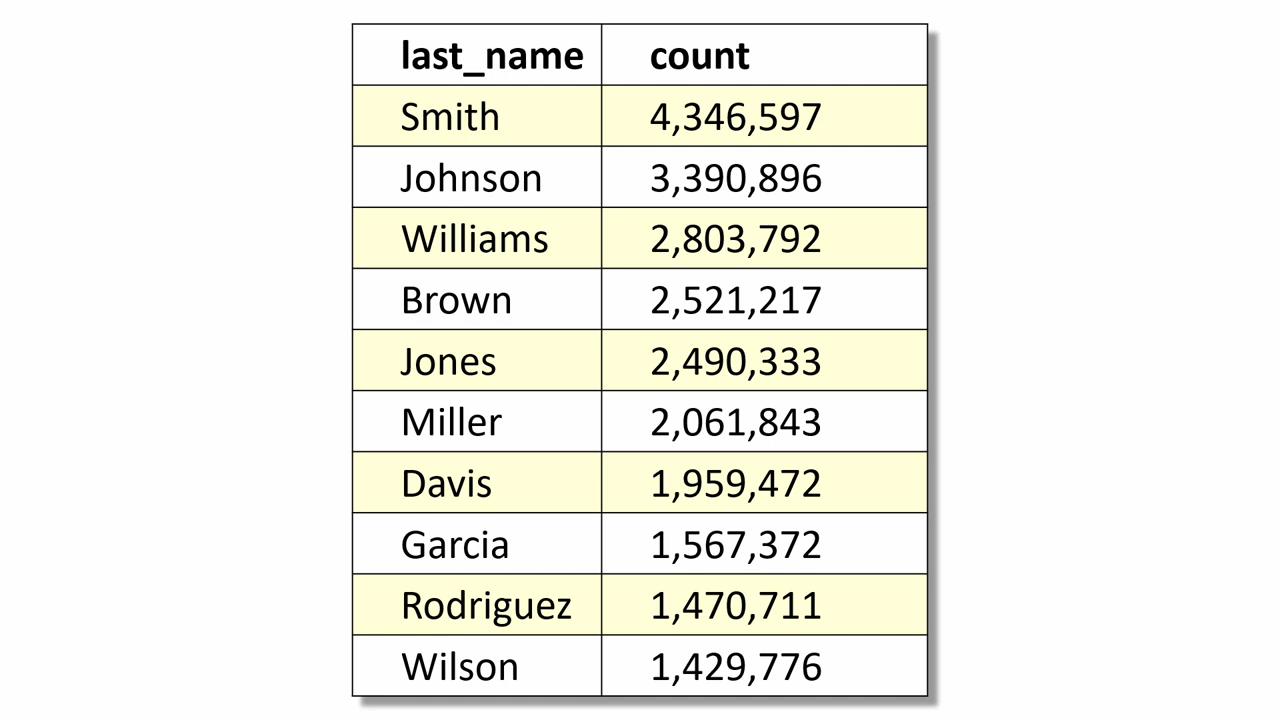 last_name count
Smith 4,346,597
Johnson 3,390,896
Williams 2,803,792
Brown 2,521,217
Jones 2,490,333
Miller 2,061,843
Davis 1,959,472
Garcia 1,567,372
Rodriguez 1,470,711
Wilson 1,429,776